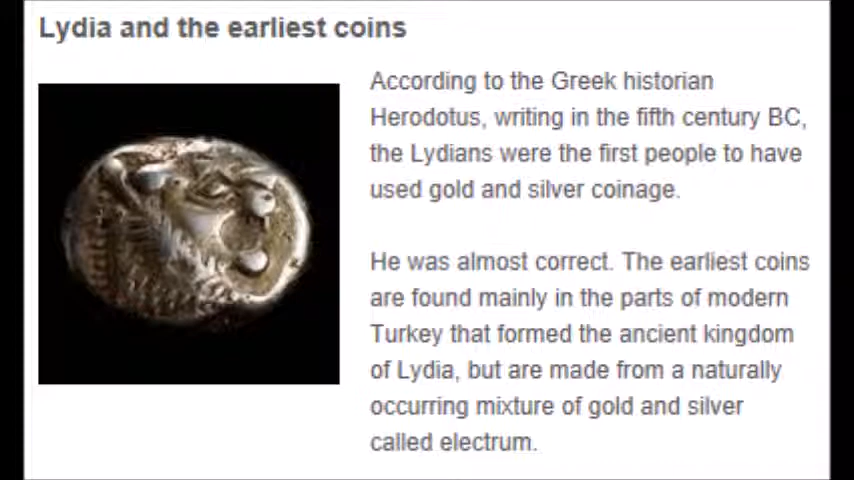 Lydia and the earliest coins
According to the Greek historian
Herodotus, writing in the fifth century BC,
the Lydians were the first people to have
used gold and silver coinage.
He was almost correct. The earliest coins
are found mainly in the parts of modern
Turkey that formed the ancient kingdom
of Lydia, but are made from a naturally
occurring mixture of gold and silver
called electrum.